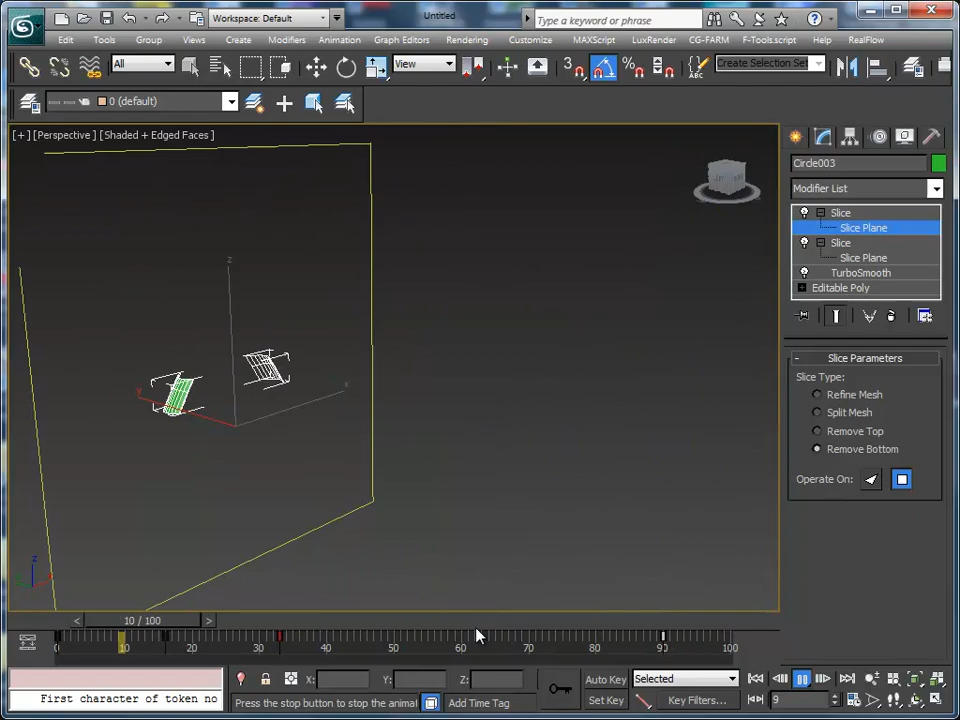 Workspace: Default
Untitled
Type a keyword or phrase
Edit Tools Group Views Create Modifiers Animation Graph Editors Rendering Customize MAXScript LuxRender CG-FARM F-Tools.script Help RealFlow
All
View
3
%
ABC
Create Selection Set
0 (default)
[+] [Perspective] [Shaded + Edged Faces]
Circle003
Modifier List
Slice
Slice Plane
Slice
Slice Plane
TurboSmooth
Editable Poly
Slice Parameters
Slice Type:
Refine Mesh
Split Mesh
Remove Top
Remove Bottom
Operate On:
z
x
y
z
10 / 100
0 10 20 30 40 50 60 70 80 90 100
X: Y: Z:
Auto Key
Selected
First character of token no
Press the stop button to stop the animat
Add Time Tag
Set Key
Key Filters...
9